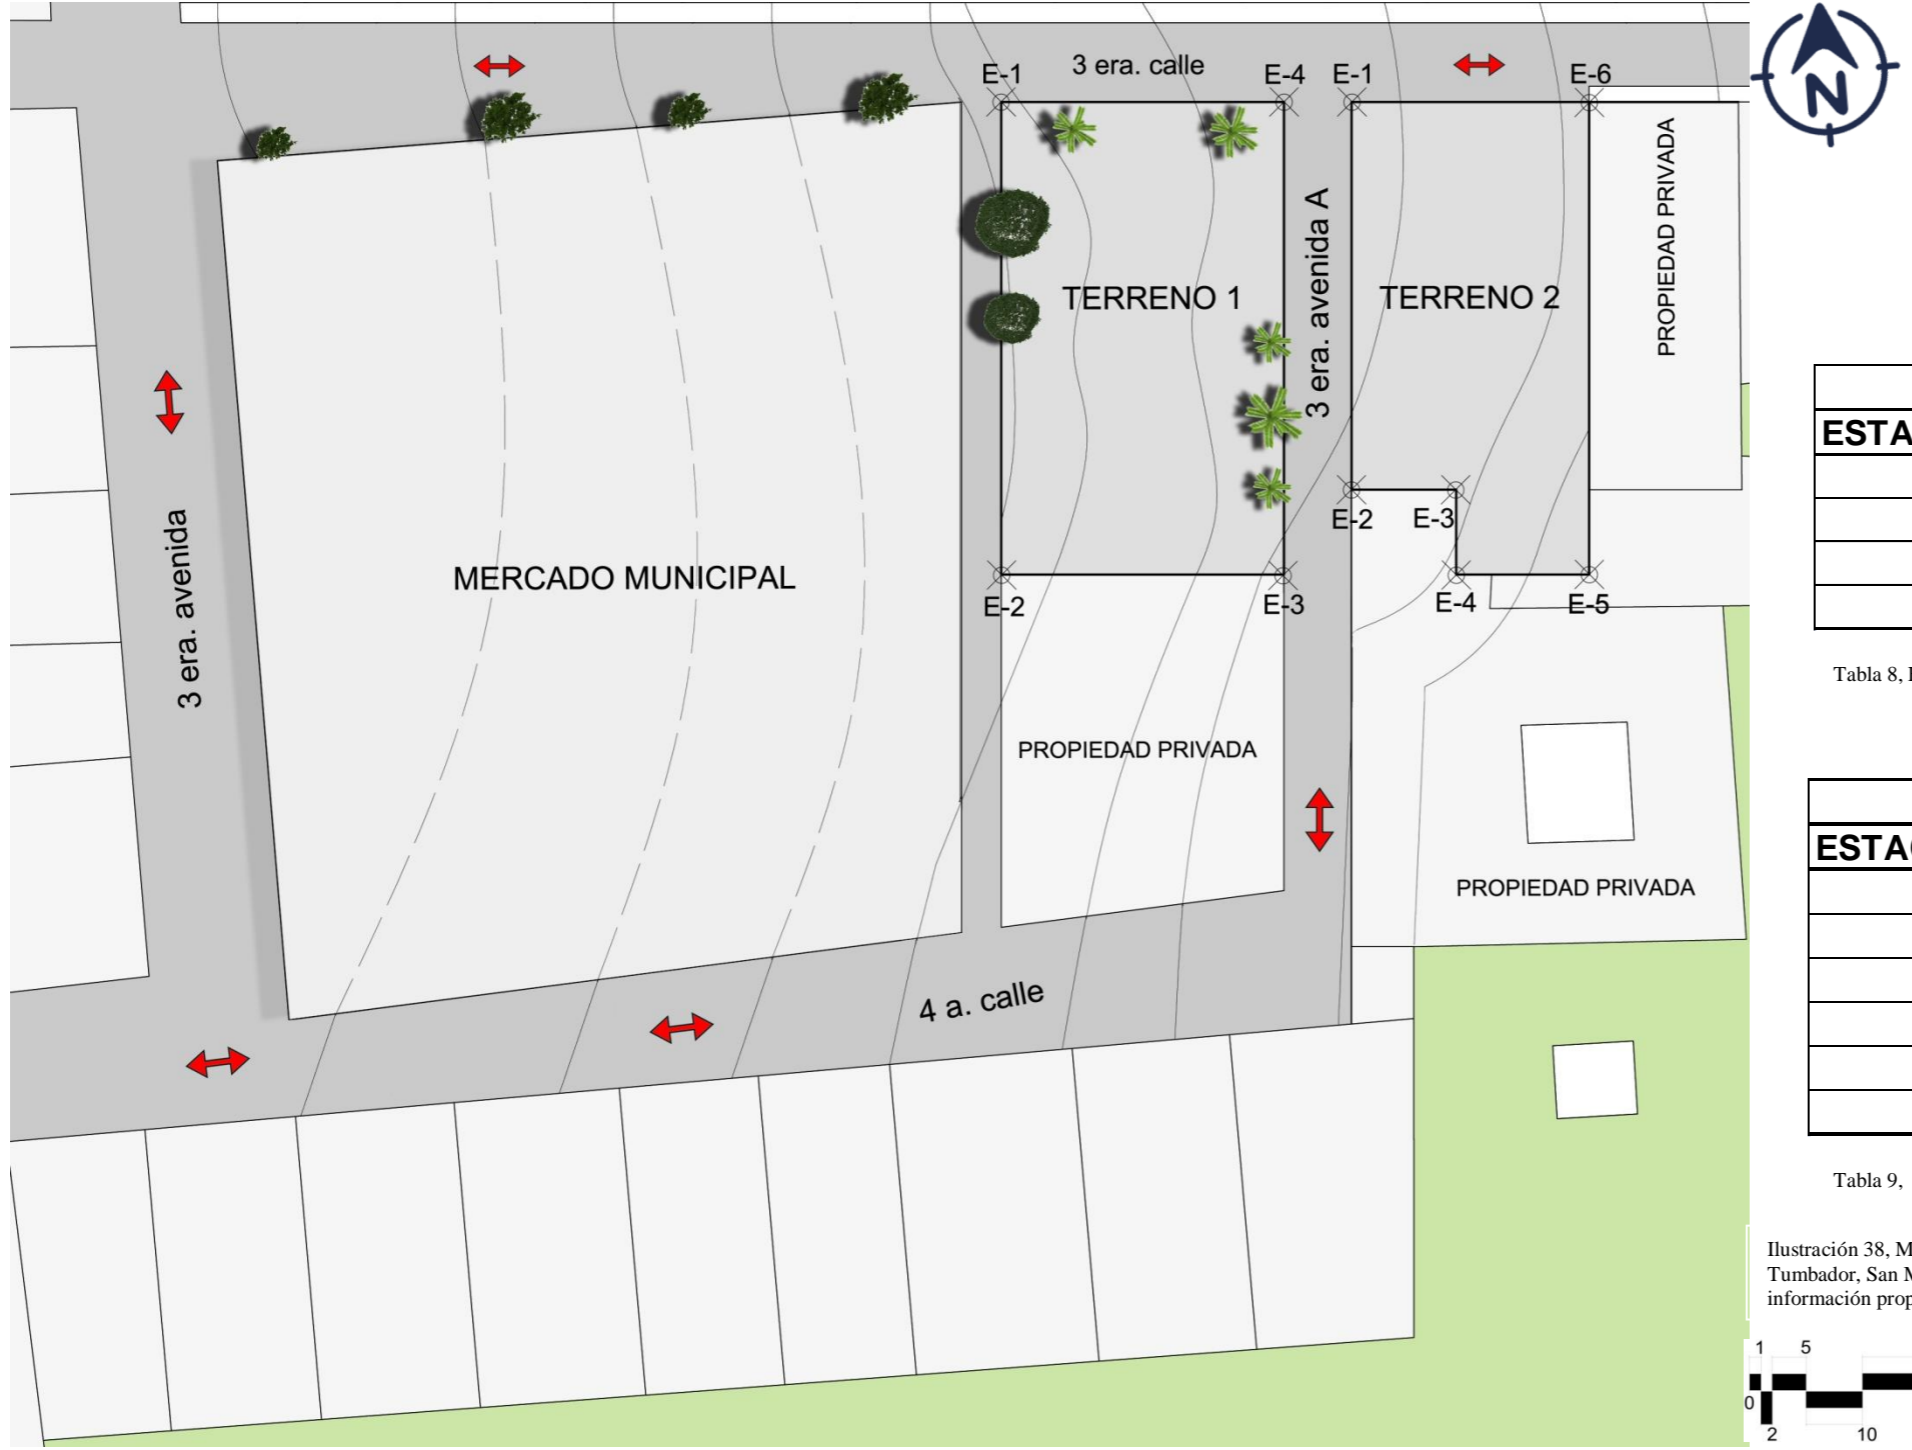 E-1
3 era. calle
E-4
E-1
E-6
N
PROPIEDAD PRIVADA
TERRENO 1
3 era. avenida A
TERRENO 2
3 era. avenida
MERCADO MUNICIPAL
E-2
E-3
E-2
E-3
E-4
E-5
PROPIEDAD PRIVADA
PROPIEDAD PRIVADA
4 a. calle
ESTA
Tabla 8,
ESTA
Tabla 9,
Ilustración 38, M
Tumbador, San
información prop
1 5
0
2 10